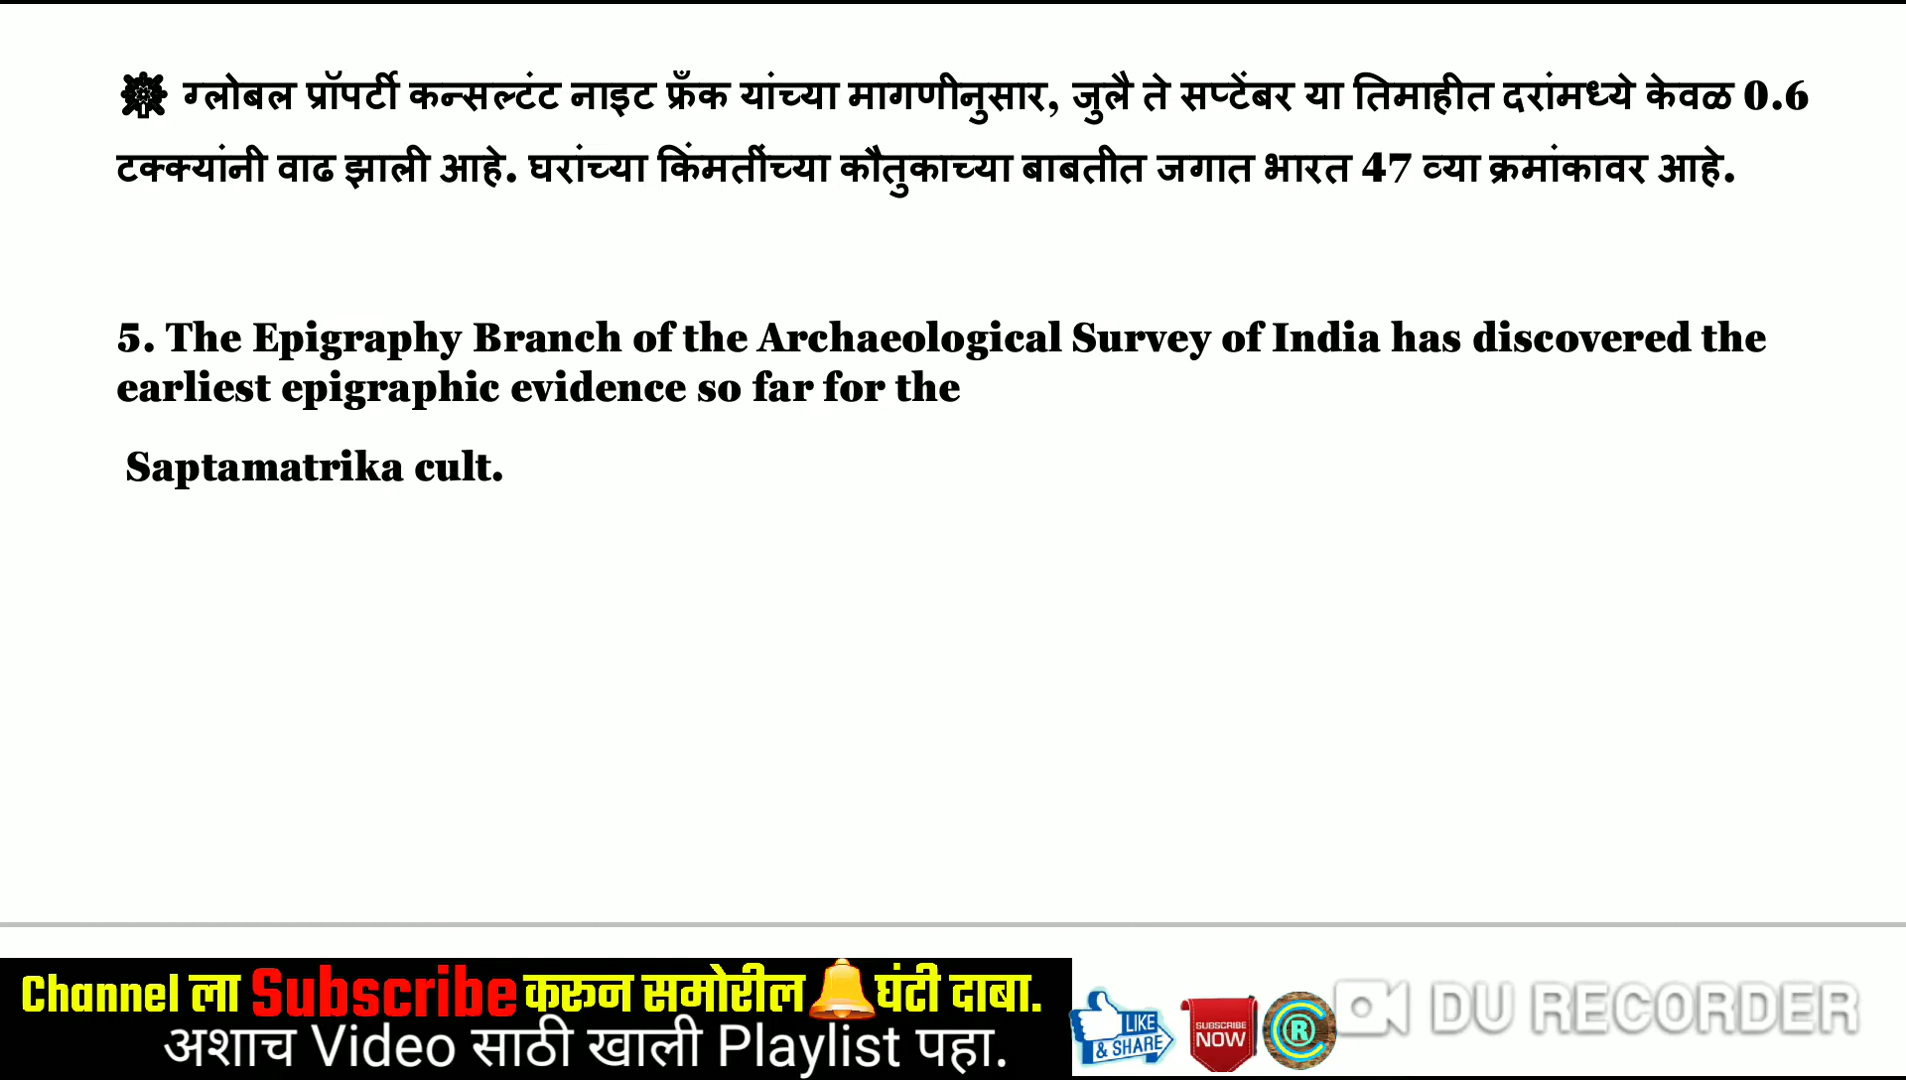 ग्लोबल प्रॉपर्टी कन्सल्टंट नाइट फ्रँक यांच्या मागणीनुसार, जुलै ते सप्टेंबर या तिमाहीत दरांमध्ये केवळ 0.6
टक्क्यांनी वाढ झाली आहे. घरांच्या किंमतींच्या कौतुकाच्या बाबतीत जगात भारत 47 व्या क्रमांकावर आहे.
5. The Epigraphy Branch of the Archaeological Survey of India has discovered the
earliest epigraphic evidence so far for the
Saptamatrika cult.
Channel ला Subscribe करून समोरील घंटी दाबा.
अशाच Video साठी खाली Playlist पहा.
LIKE
& SHARE
SUBSCRIBE
NOW
C
R
DU RECORDER